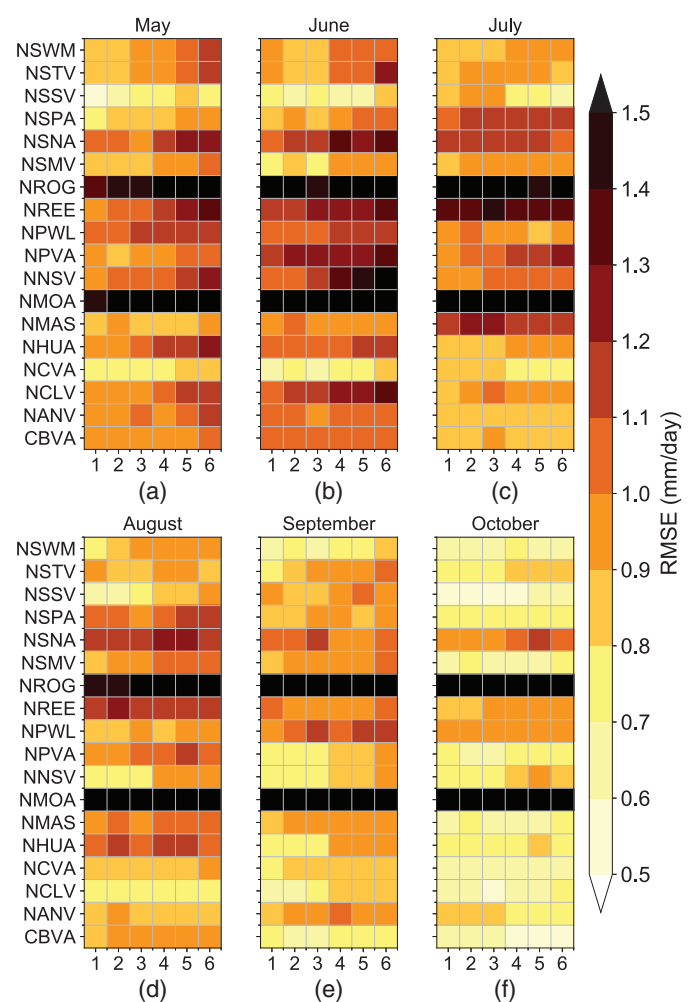 May June July
NSWM
NSTV
NSSV
NSPA
NSNA
NSMV
NROG
NREE
NPWL
NPVA
NNSV
NMOA
NMAS
NHUA
NCVA
NCLV
NANV
CBVA
1 2 3 4 5 6 1 2 3 4 5 6 1 2 3 4 5 6
(a) (b) (c)
August September October
NSWM
NSTV
NSSV
NSPA
NSNA
NSMV
NROG
NREE
NPWL
NPVA
NNSV
NMOA
NMAS
NHUA
NCVA
NCLV
NANV
CBVA
1 2 3 4 5 6 1 2 3 4 5 6 1 2 3 4 5 6
(d) (e) (f)
1.5
1.4
1.3
1.2
1.1
1.0
0.9
0.8
0.7
0.6
0.5
RMSE (mm/day)